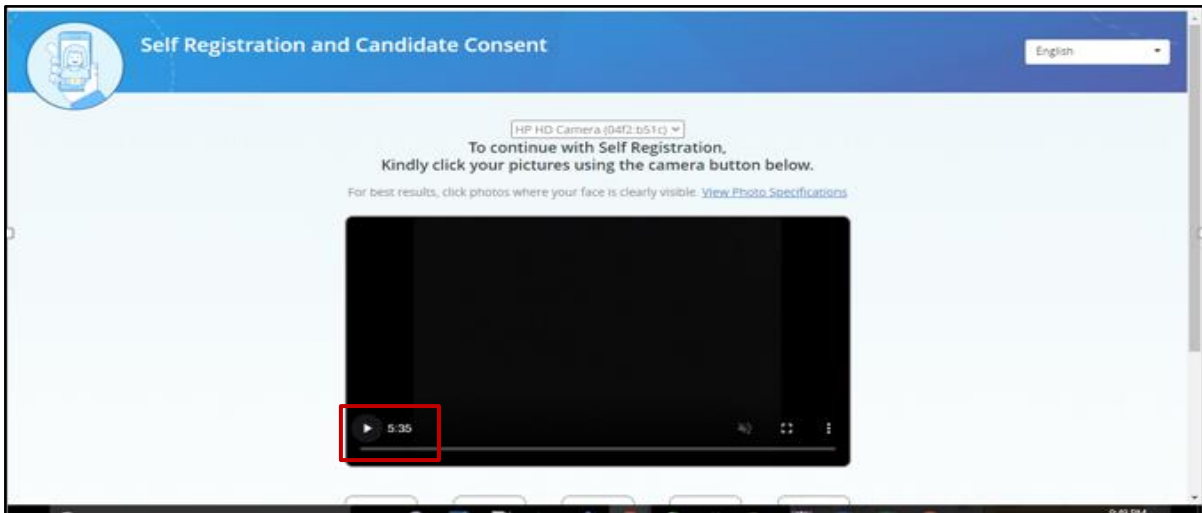 Self Registration and Candidate Consent
English
HP HD Camera (04f2:b51c)
To continue with Self Registration,
Kindly click your pictures using the camera button below.
For best results, click photos where your face is clearly visible. View Photo Specifications
5:35